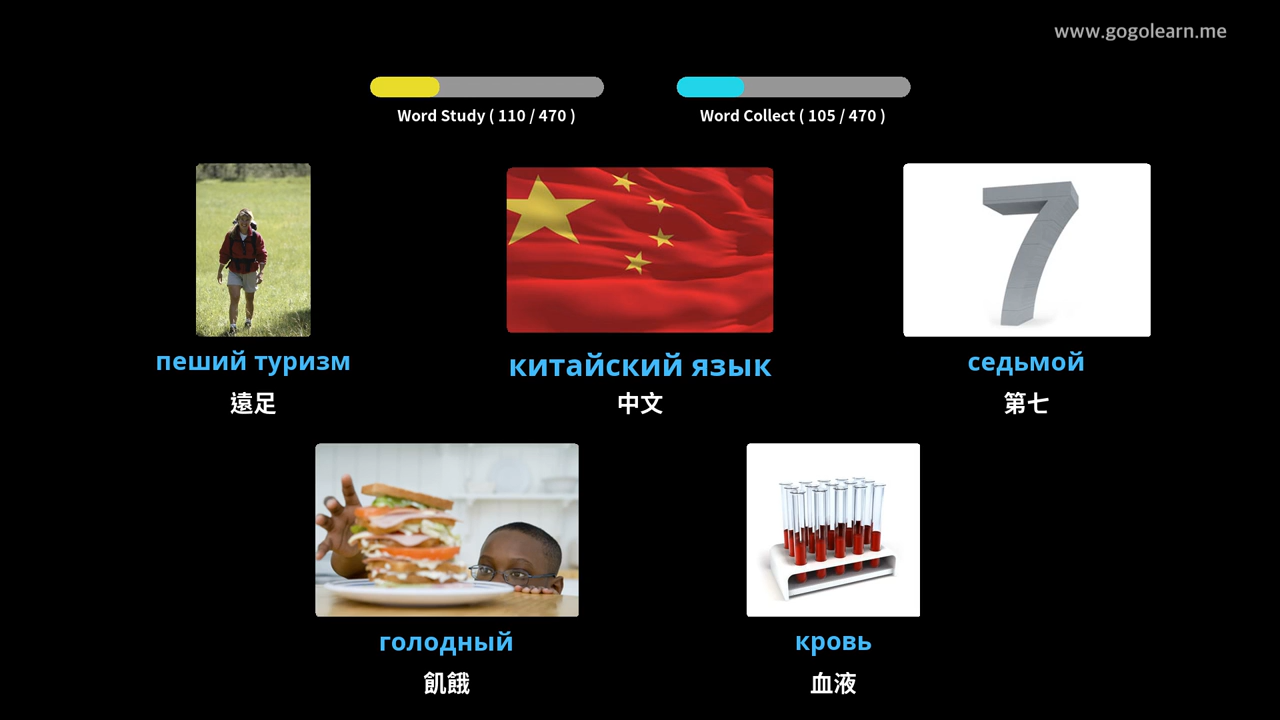 www.gogolearn.me
Word Study ( 110 / 470 )
Word Collect ( 105 / 470 )
7
пеший туризм
遠足
китайский язык
中文
седьмой
第七
голодный
飢餓
кровь
血液